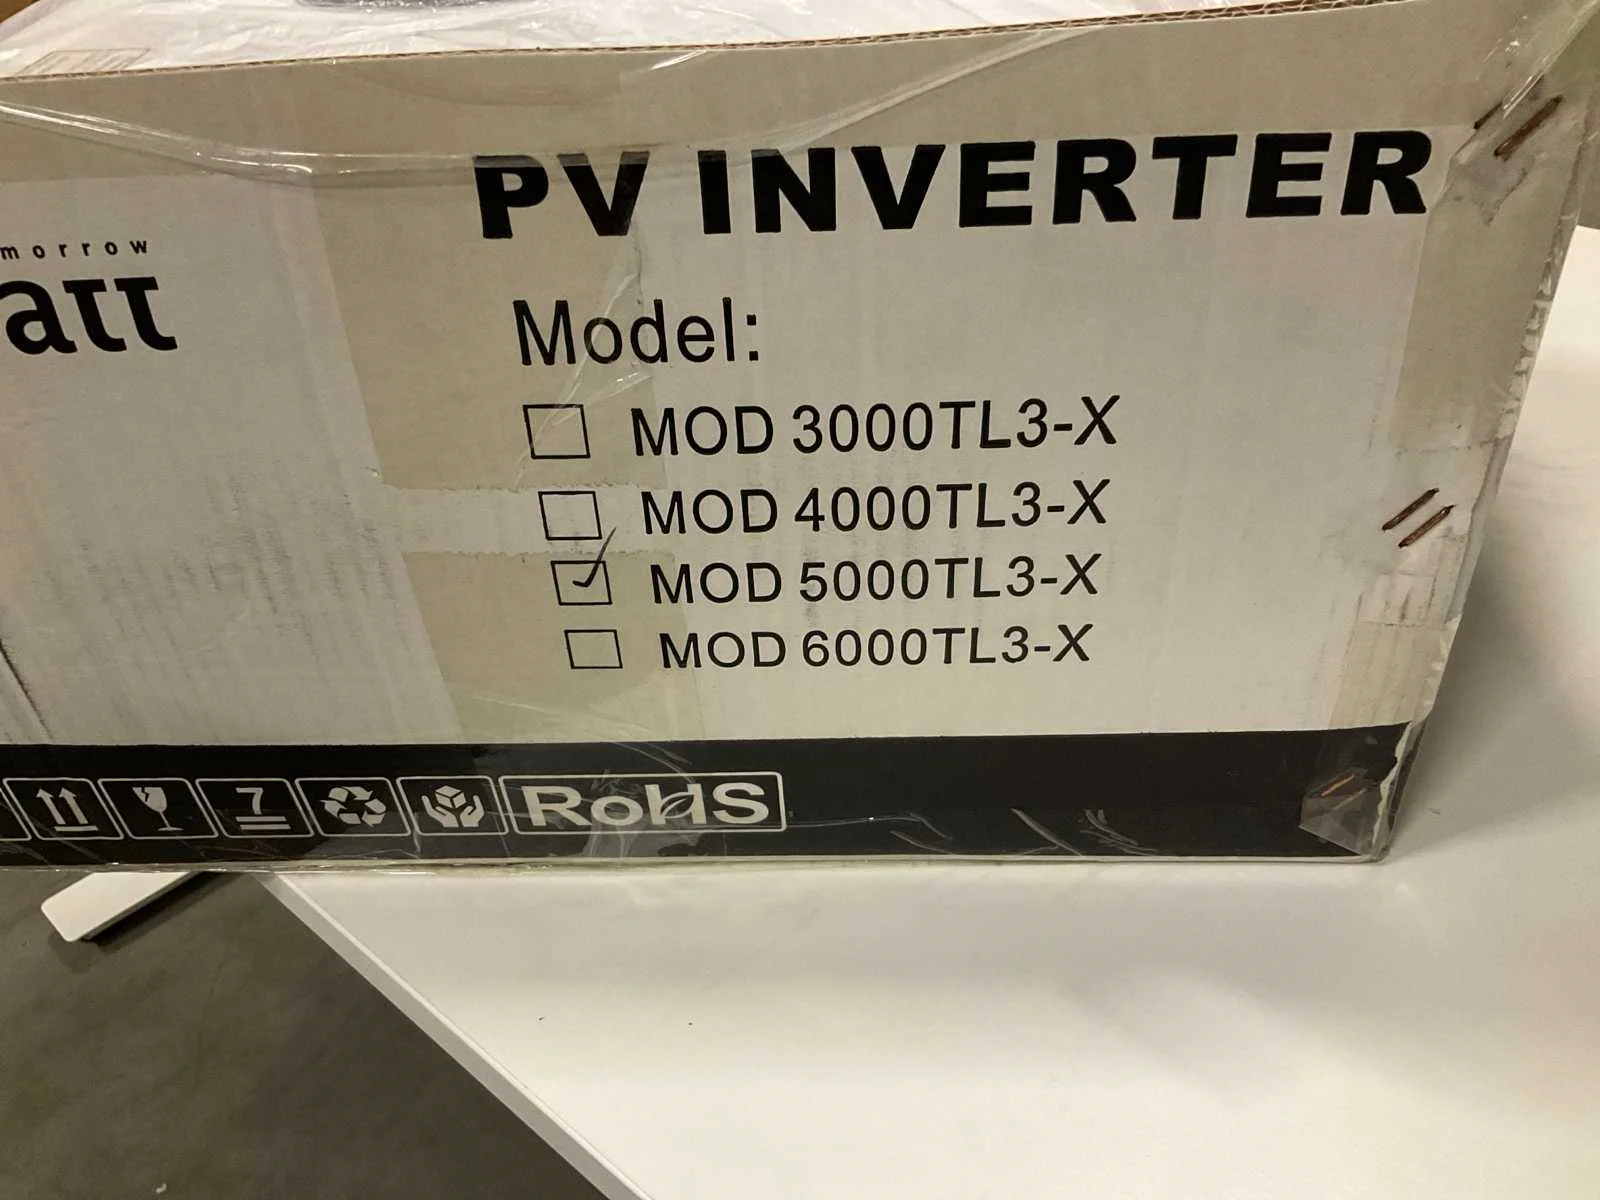 PV INVERTER
morrow
att
Model:
MOD 3000TL3-X
MOD 4000TL3-X
MOD 5000TL3-X
MOD 6000TL3-X
7
RoHS